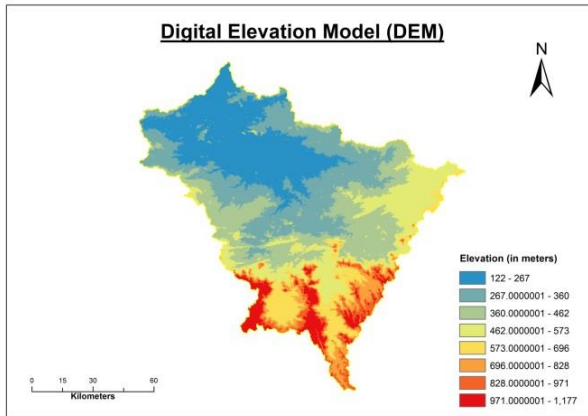 Digital Elevation Model (DEM)
N
Elevation (in meters)
122 - 267
267.0000001 - 360
360.0000001 - 462
462.0000001 - 573
573.0000001 - 696
696.0000001 - 828
828.0000001 - 971
971.0000001 - 1,177
0 15 30 60
Kilometers